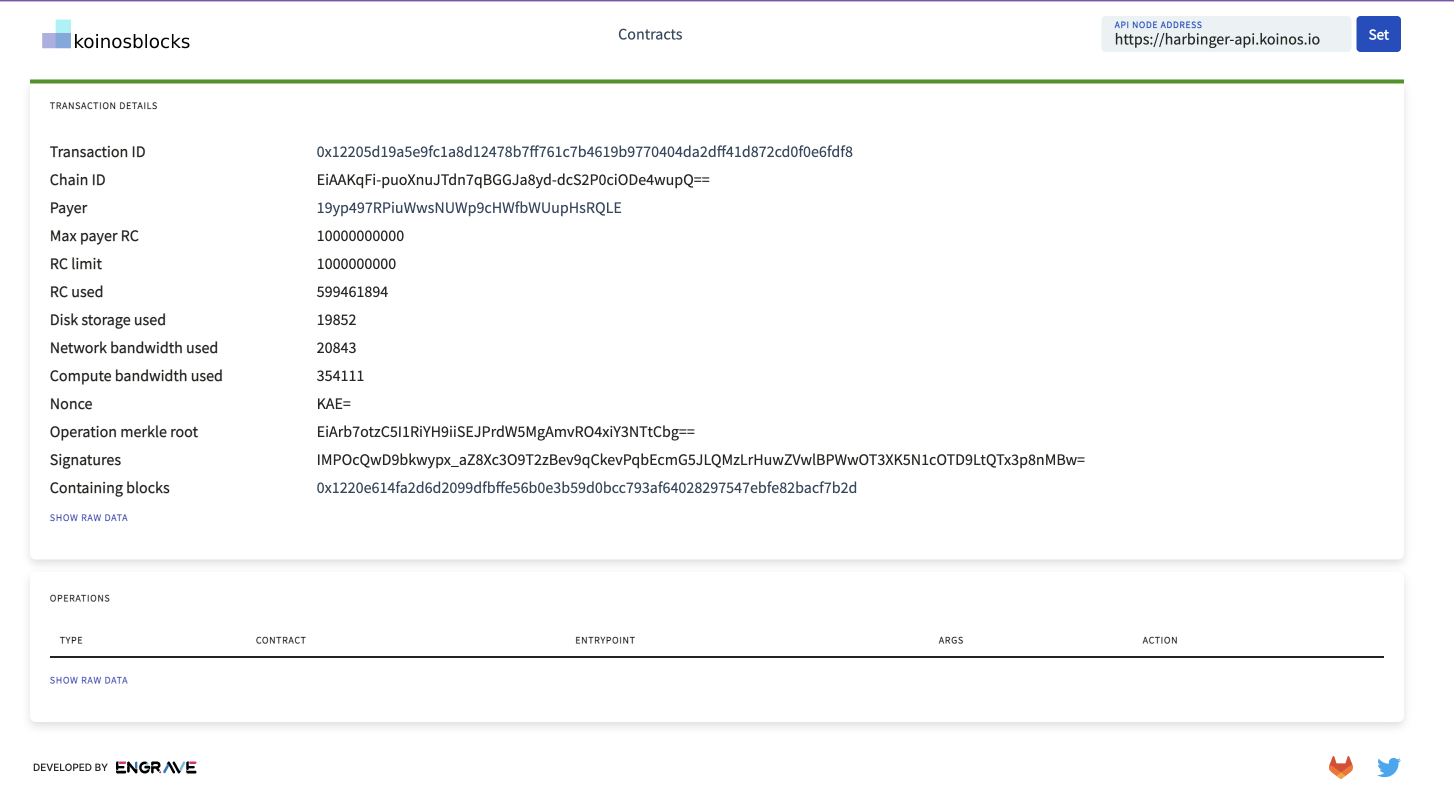 koinosblocks
Contracts
API NODE ADDRESS
https://harbinger-api.koinos.io
Set
TRANSACTION DETAILS
Transaction ID 0x12205d19a5e9fc1a8d12478b7ff761c7b4619b9770404da2dff41d872cd0f0e6fdf8
Chain ID EiAAKqFi-puoXnuJTdn7qBGGJa8yd-dcS2P0ciODe4wupQ==
Payer 19yp497RPiuWwsNUWp9cHWfbWUupHsRQLE
Max payer RC 10000000000
RC limit 1000000000
RC used 599461894
Disk storage used 19852
Network bandwidth used 20843
Compute bandwidth used 354111
Nonce KAE=
Operation merkle root EiArb7otzC5I1RiYH9iiSEJPrdW5MgAmvRO4xiY3NTtCbg==
Signatures IMPOcQwD9bkwypx_aZ8Xc3O9T2zBev9qCkevPqbEcmG5JLQMzLrHuwZVwlBPWwOT3XK5N1cOTD9LtQTx3p8nMBw=
Containing blocks 0x1220e614fa2d6d2099dfbffe56b0e3b59d0bcc793af64028297547ebfe82bacf7b2d
SHOW RAW DATA
OPERATIONS
TYPE CONTRACT ENTRYPOINT ARGS ACTION
SHOW RAW DATA
DEVELOPED BY ENGRAVE